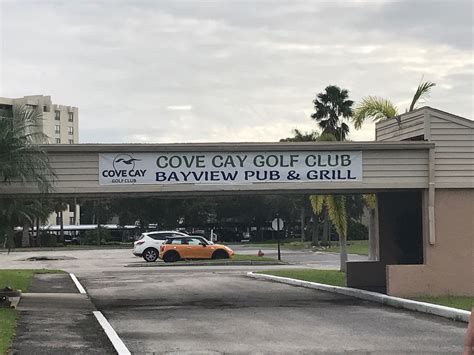 COVE CAY
GOLF CLUB
COVE CAY GOLF CLUB
BAYVIEW PUB & GRILL